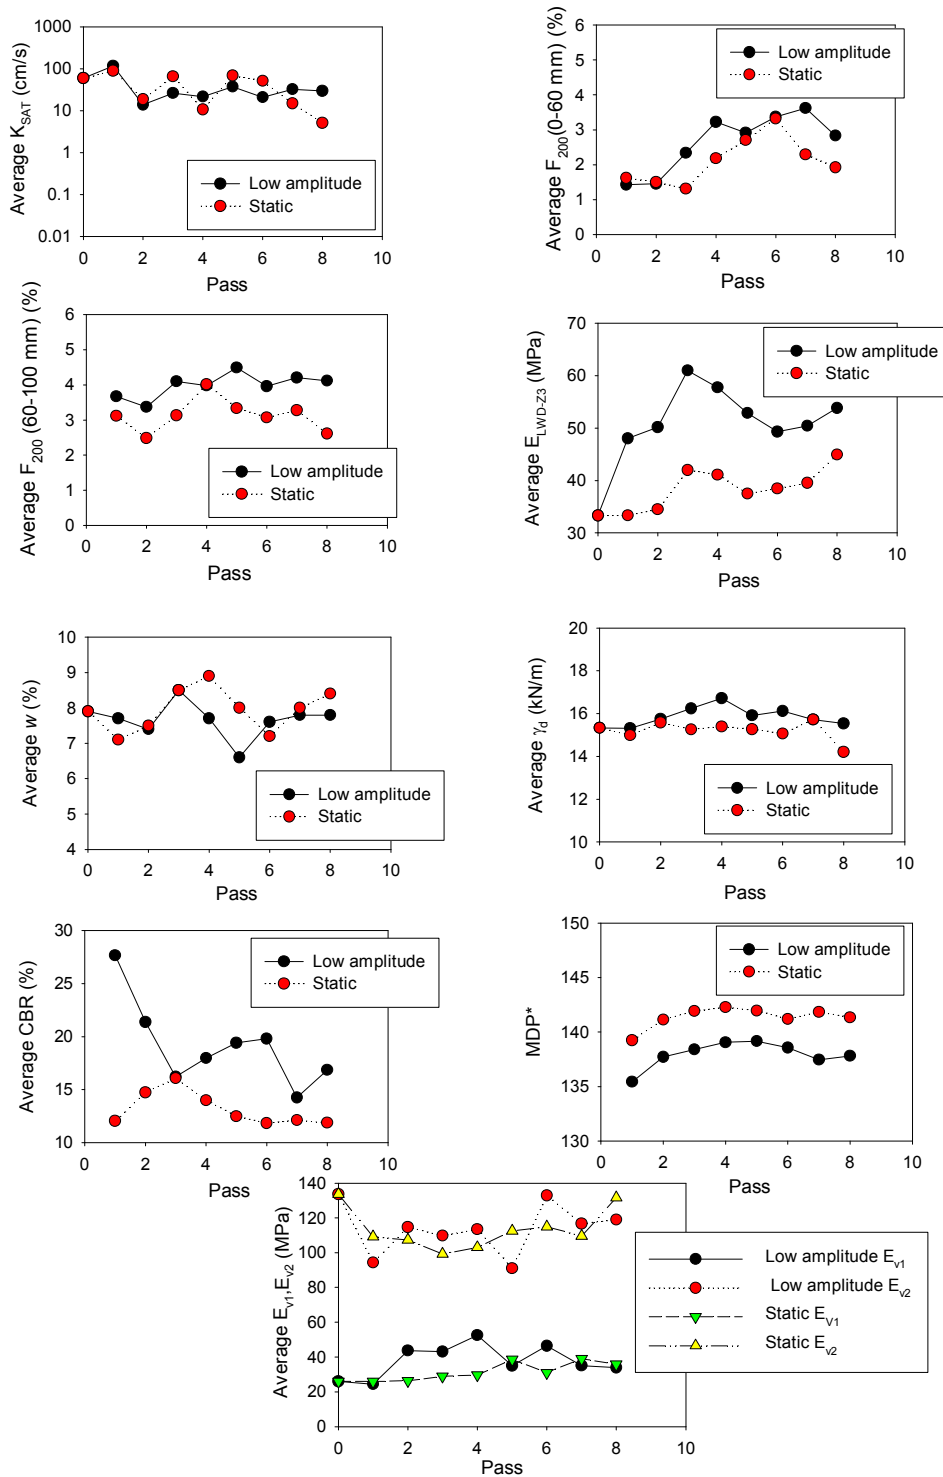 Average K_SAT (cm/s)
1000
100
10
1
0.1
0.01
0 2 4 6 8 10
Pass
Low amplitude
Static
Average F_200(0-60 mm) (%)
6
5
4
3
2
1
0
0 2 4 6 8 10
Pass
Low amplitude
Static
Average F_200 (60-100 mm) (%)
6
5
4
3
2
1
0
0 2 4 6 8 10
Pass
Low amplitude
Static
Average E_LWD-Z3 (MPa)
70
60
50
40
30
0 2 4 6 8 10
Pass
Low amplitude
Static
Average w (%)
10
9
8
7
6
5
4
0 2 4 6 8 10
Pass
Low amplitude
Static
Average γ_d (kN/m)
20
18
16
14
12
10
0 2 4 6 8 10
Pass
Low amplitude
Static
Average CBR (%)
30
25
20
15
10
0 2 4 6 8 10
Pass
Low amplitude
Static
MDP*
150
145
140
135
130
0 2 4 6 8 10
Pass
Low amplitude
Static
Average E_v1,E_v2 (MPa)
140
120
100
80
60
40
20
0
0 2 4 6 8 10
Pass
Low amplitude E_v1
Low amplitude E_v2
Static E_V1
Static E_v2